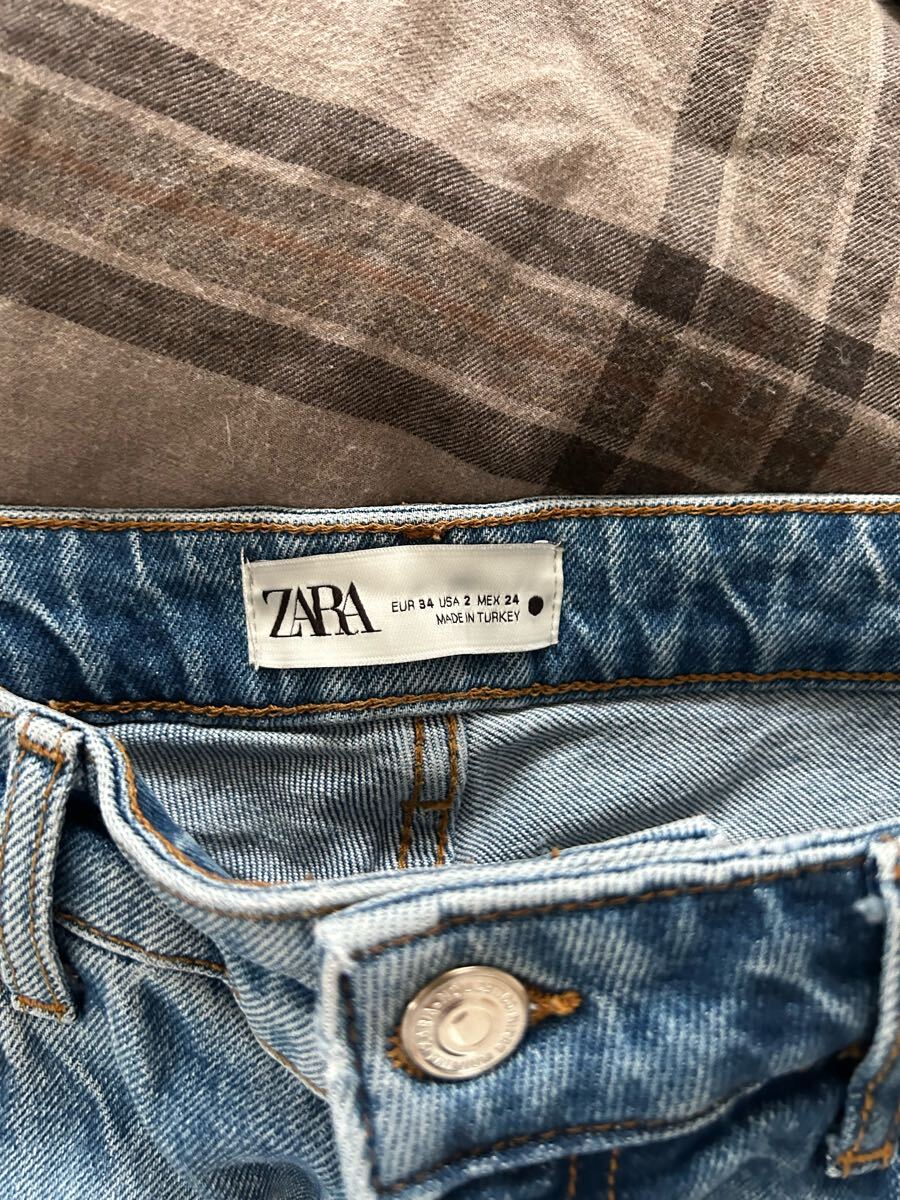 ZARA
EUR 34 USA 2 MEX 24
MADE IN TURKEY